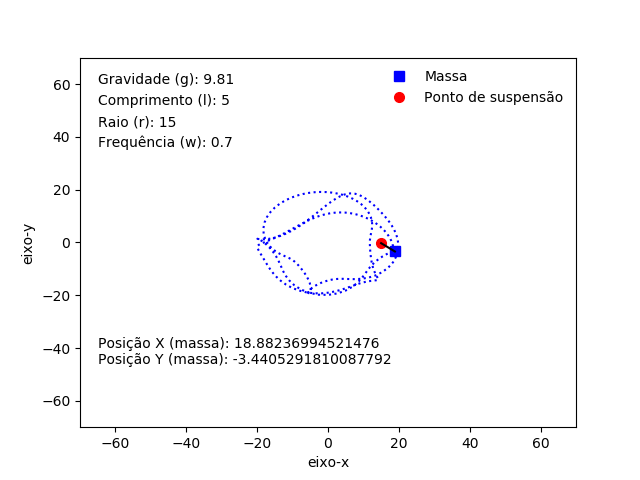 Gravidade (g): 9.81
Comprimento (l): 5
Raio (r): 15
Frequência (w): 0.7
Massa
Ponto de suspensão
Posição X (massa): 18.88236994521476
Posição Y (massa): -3.4405291810087792
eixo-y
60
40
20
0
−20
−40
−60
−60
−40
−20
0
20
40
60
eixo-x